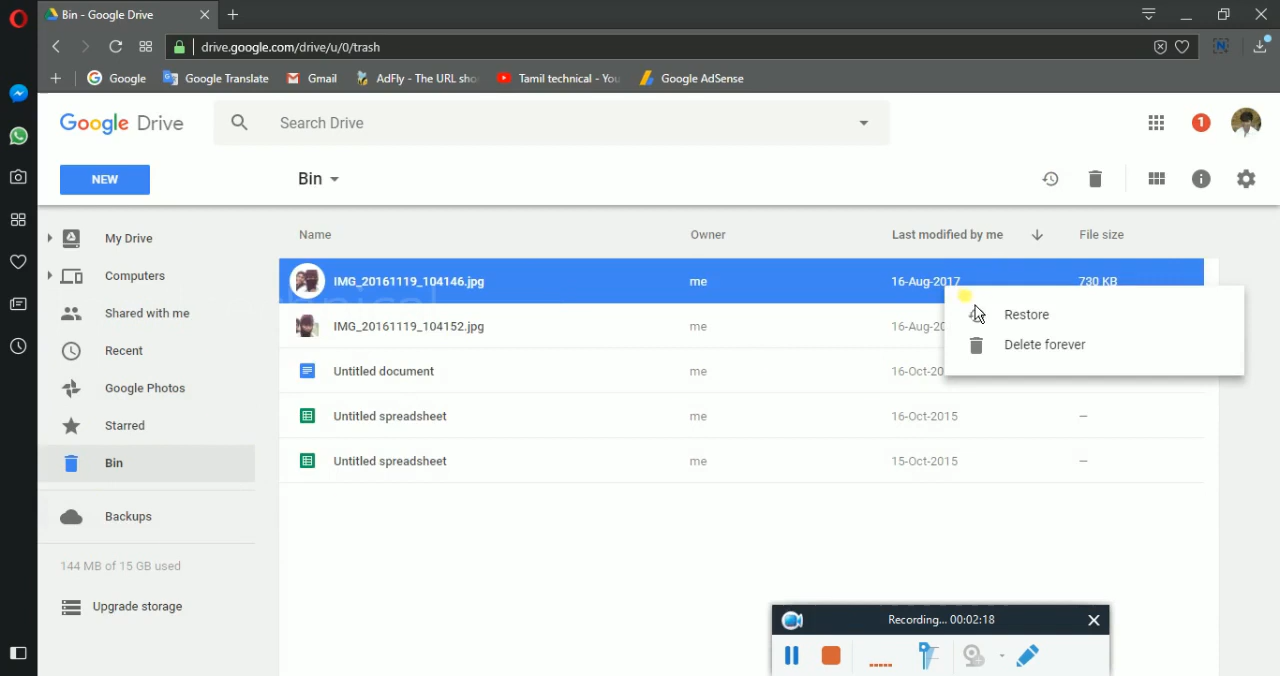 Bin - Google Drive
drive.google.com/drive/u/0/trash
Google Google Translate Gmail AdFly - The URL sho Tamil technical - You Google AdSense
Google Drive Search Drive 1
NEW Bin
Name Owner Last modified by me File size
My Drive
Computers
Shared with me
Recent
Google Photos
Starred
Bin
Backups
144 MB of 15 GB used
Upgrade storage
IMG_20161119_104146.jpg me 16-Aug-2017 730 KB
IMG_20161119_104152.jpg me 16-Aug-20
Untitled document me 16-Oct-20
Untitled spreadsheet me 16-Oct-2015 –
Untitled spreadsheet me 15-Oct-2015 –
Restore
Delete forever
Recording... 00:02:18